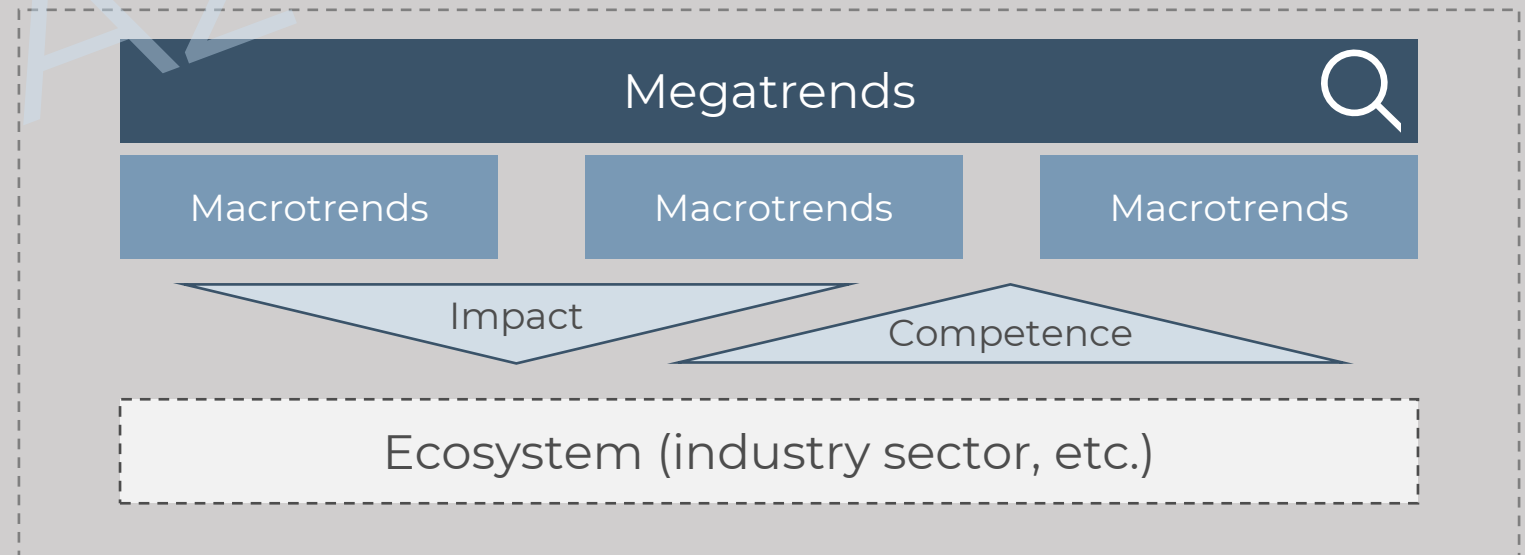 Megatrends
Macrotrends Macrotrends Macrotrends
Impact
Competence
Ecosystem (industry sector, etc.)